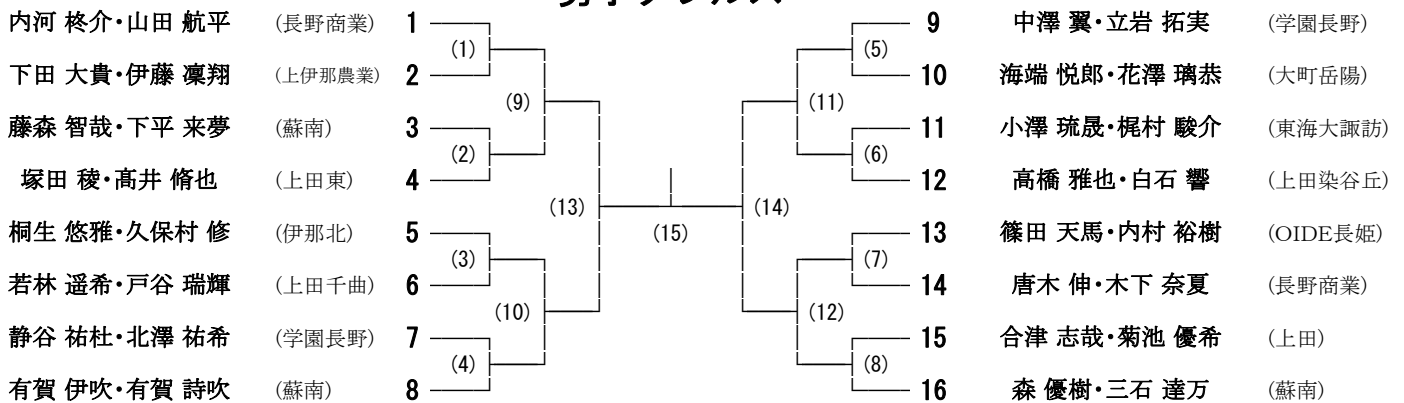 男子ダブルス
内河 柊介・山田 航平 (長野商業) 1
下田 大貴・伊藤 凜翔 (上伊那農業) 2
藤森 智哉・下平 来夢 (蘇南) 3
塚田 稜・髙井 脩也 (上田東) 4
桐生 悠雅・久保村 修 (伊那北) 5
若林 遥希・戸谷 瑞輝 (上田千曲) 6
静谷 祐杜・北澤 祐希 (学園長野) 7
有賀 伊吹・有賀 詩吹 (蘇南) 8
(1)
(2)
(3)
(4)
(9)
(10)
(13)
(15)
(14)
(11)
(12)
(5)
(6)
(7)
(8)
9 中澤 翼・立岩 拓実 (学園長野)
10 海端 悦郎・花澤 璃恭 (大町岳陽)
11 小澤 琉晟・梶村 駿介 (東海大諏訪)
12 高橋 雅也・白石 響 (上田染谷丘)
13 篠田 天馬・内村 裕樹 (OIDE長姫)
14 唐木 伸・木下 奈夏 (長野商業)
15 合津 志哉・菊池 優希 (上田)
16 森 優樹・三石 達万 (蘇南)